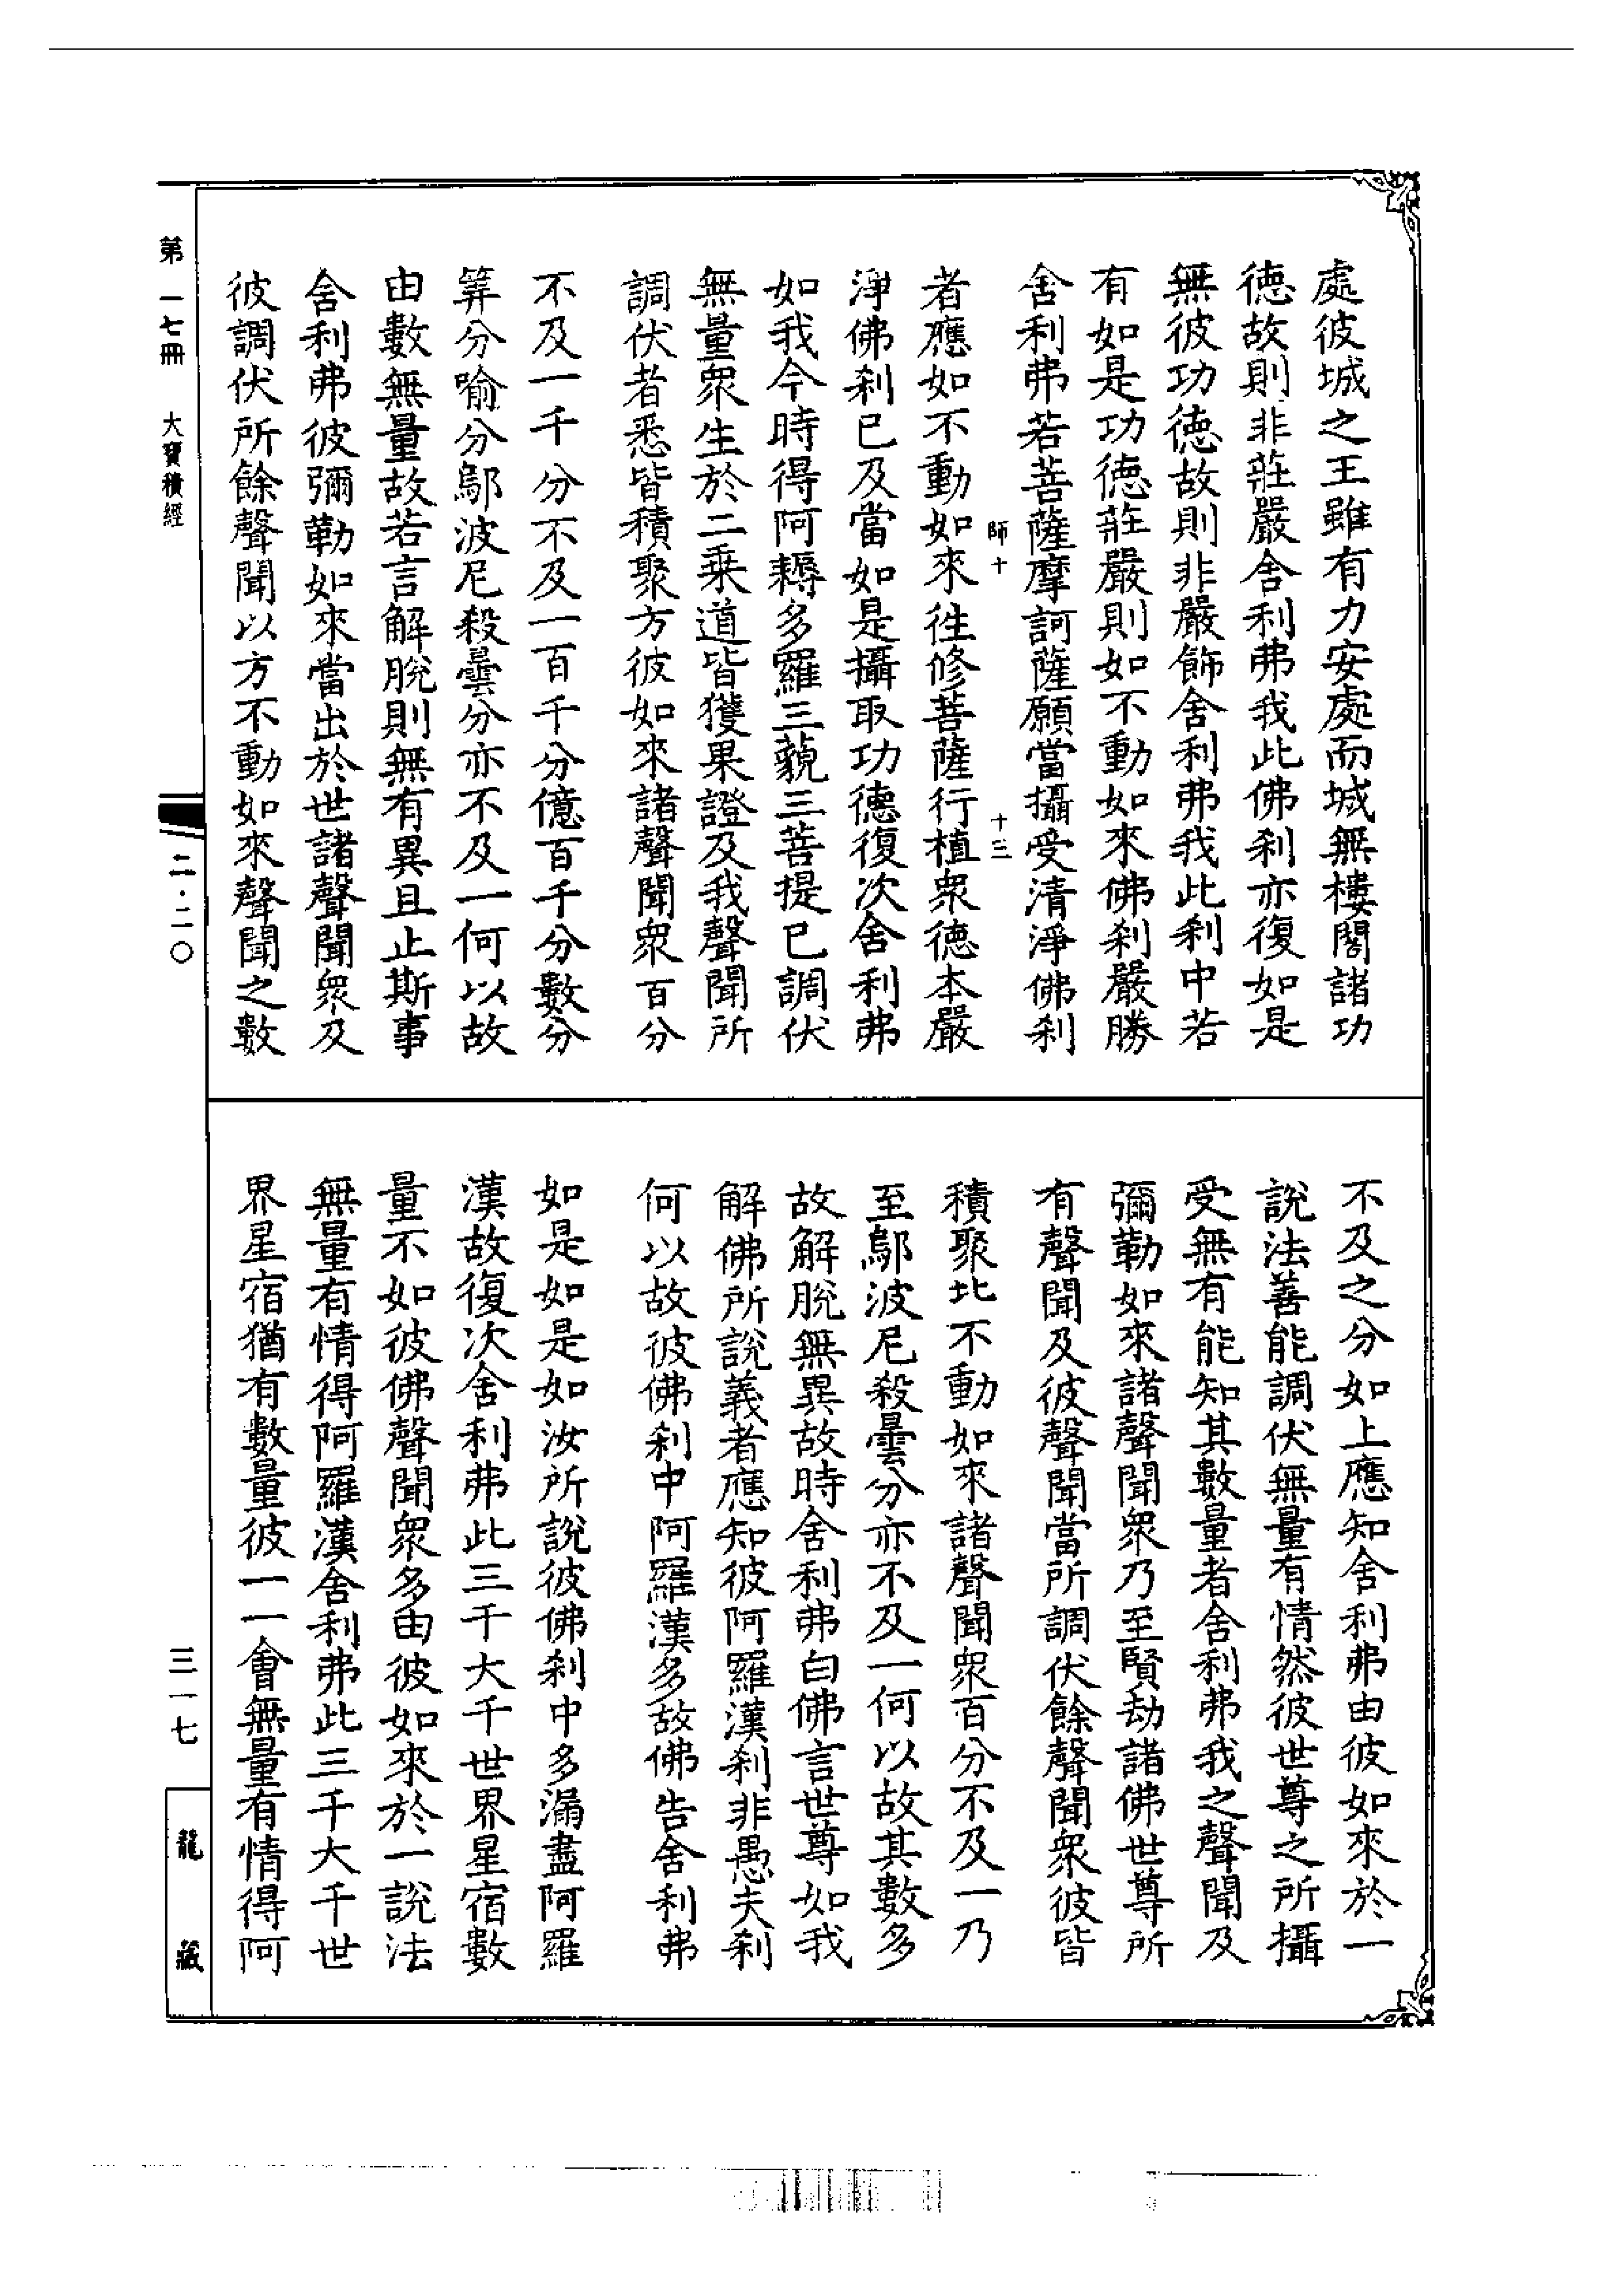 處彼城之王雖有力安處而城無樓閣諸功
德故則非莊嚴舍利弗我此佛剎亦復如是
無彼功德故則非嚴飾舍利弗我此剎中若
有如是功德莊嚴則如不動如來佛剎嚴勝
舍利弗若菩薩摩訶薩願當攝受清淨佛剎
師十 十三
者應如不動如來往修菩薩行植眾德本嚴
淨佛剎已及當如是攝取功德復次舍利弗
如我今時得阿耨多羅三藐三菩提已調伏
無量眾生於二乘道皆獲果證及我聲聞所
調伏者悉皆積聚方彼如來諸聲聞眾百分
不及一千分不及一百千分億百千分數分
筭分喻分鄔波尼殺曇分亦不及一何以故
由數無量故若言解脫則無有異且止斯事
舍利弗彼彌勒如來當出於世諸聲聞眾及
彼調伏所餘聲聞以方不動如來聲聞之數
不及之分如上應知舍利弗由彼如來於一
說法善能調伏無量有情然彼世尊之所攝
受無有能知其數量者舍利弗我之聲聞及
彌勒如來諸聲聞眾乃至賢劫諸佛世尊所
有聲聞及彼聲聞當所調伏餘聲聞眾彼皆
積聚比不動如來諸聲聞眾百分不及一乃
至鄔波尼殺曇分亦不及一何以故其數多
故解脫無異故時舍利弗白佛言世尊如我
解佛所說義者應知彼阿羅漢剎非愚夫剎
何以故彼佛剎中阿羅漢多故佛告舍利弗
如是如是如汝所說彼佛剎中多漏盡阿羅
漢故復次舍利弗此三千大千世界星宿數
量不如彼佛聲聞眾多由彼如來於一說法
無量有情得阿羅漢舍利弗此三千大千世
界星宿猶有數量彼一一會無量有情得阿
第一七冊 大寶積經
二·二〇
三一七
龍藏